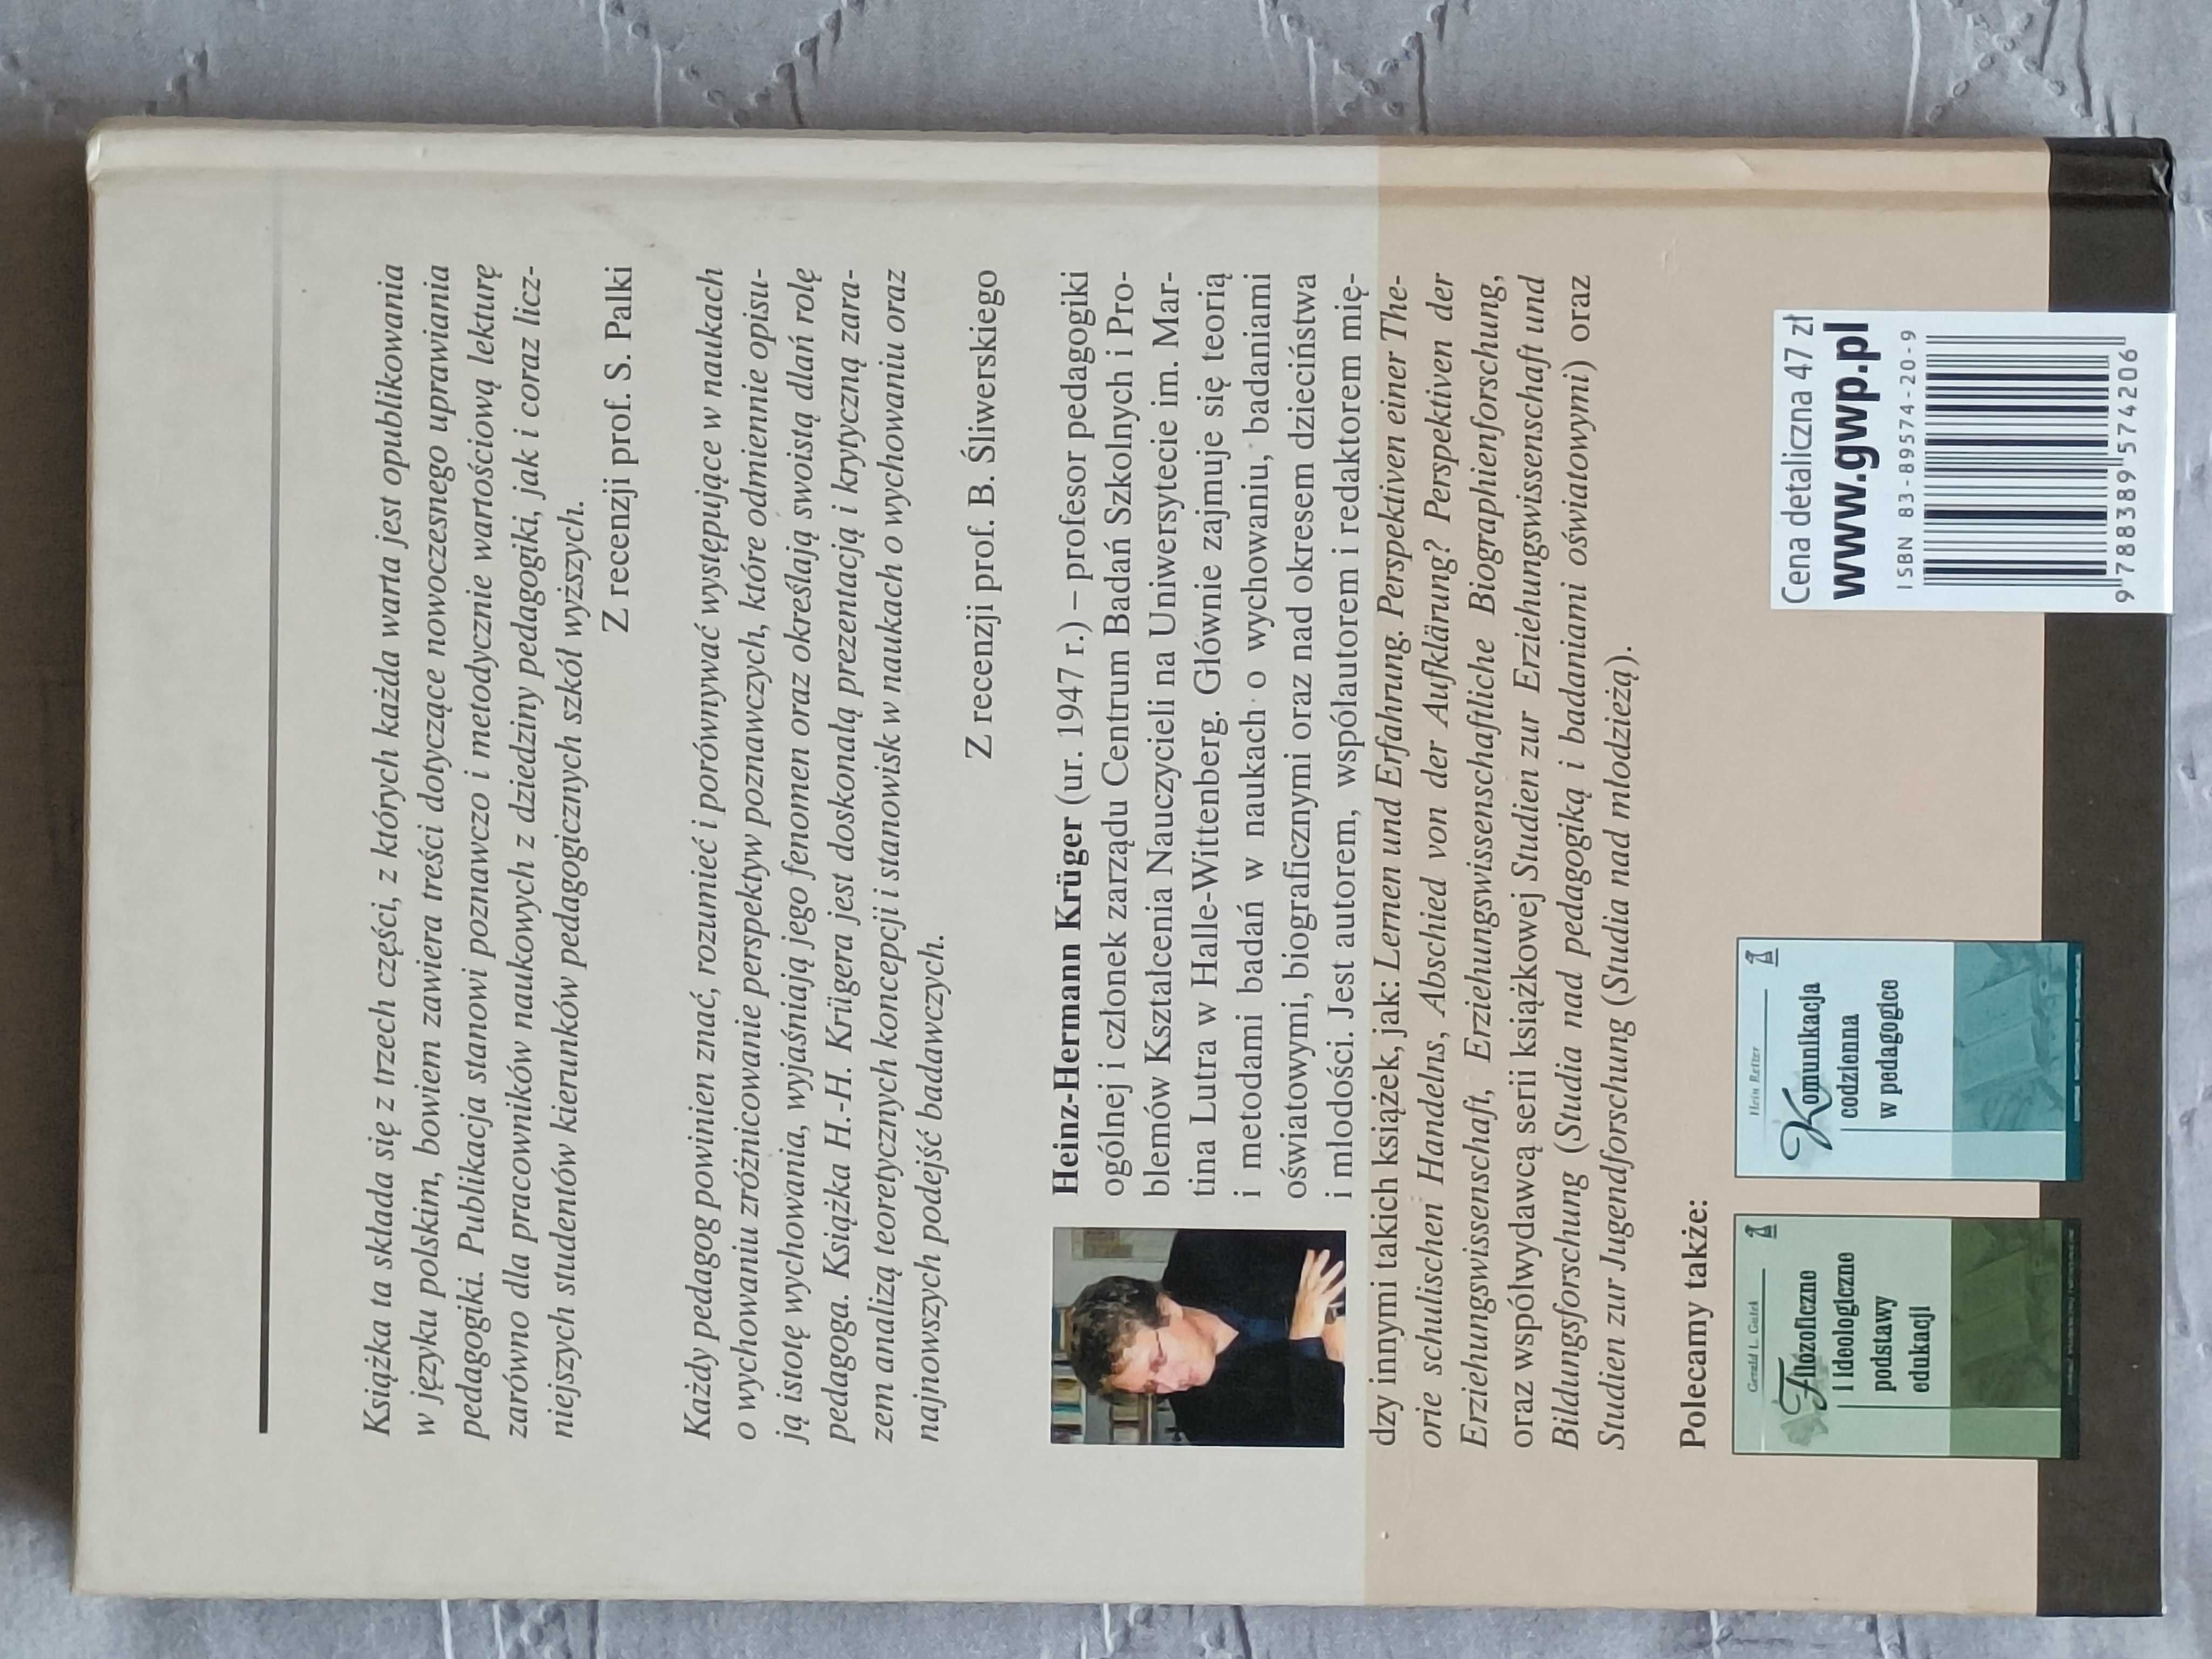 Książka ta składa się z trzech części, z których każda warta jest opublikowania
w języku polskim, bowiem zawiera treści dotyczące nowoczesnego uprawiania
pedagogiki. Publikacja stanowi poznawczo i metodycznie wartościową lekturę
zarówno dla pracowników naukowych z dziedziny pedagogiki, jak i coraz licz-
niejszych studentów kierunków pedagogicznych szkół wyższych.
Z recenzji prof. S. Palki
Każdy pedagog powinien znać, rozumieć i porównywać występujące w naukach
o wychowaniu zróżnicowanie perspektyw poznawczych, które odmiennie opisu-
ją istotę wychowania, wyjaśniają jego fenomen oraz określają swoistą dlań rolę
pedagoga. Książka H.-H. Krügera jest doskonałą prezentacją i krytyczną zara-
zem analizą teoretycznych koncepcji i stanowisk w naukach o wychowaniu oraz
najnowszych podejść badawczych.
Z recenzji prof. B. Śliwerskiego
Heinz-Hermann Krüger (ur. 1947 r.) – profesor pedagogiki
ogólnej i członek zarządu Centrum Badań Szkolnych i Pro-
blemów Kształcenia Nauczycieli na Uniwersytecie im. Mar-
tina Lutra w Halle-Wittenberg. Głównie zajmuje się teorią
i metodami badań w naukach o wychowaniu, badaniami
oświatowymi, biograficznymi oraz nad okresem dzieciństwa
i młodości. Jest autorem, współautorem i redaktorem mię-
dzy innymi takich książek, jak: Lernen und Erfahrung. Perspektiven einer The-
orie schulischen Handelns, Abschied von der Aufklärung? Perspektiven der
Erziehungswissenschaft, Erziehungswissenschaftliche Biographienforschung,
oraz współwydawcą serii książkowej Studien zur Erziehungswissenschaft und
Bildungsforschung (Studia nad pedagogiką i badaniami oświatowymi) oraz
Studien zur Jugendforschung (Studia nad młodzieżą).
Polecamy także:
Gerald L. Gutek
Filozoficzne
i ideologiczne
podstawy
edukacji
Hein Retter
Komunikacja
codzienna
w pedagogice
Cena detaliczna 47 zł
www.gwp.pl
ISBN 83-89574-20-9
9 788389 574206